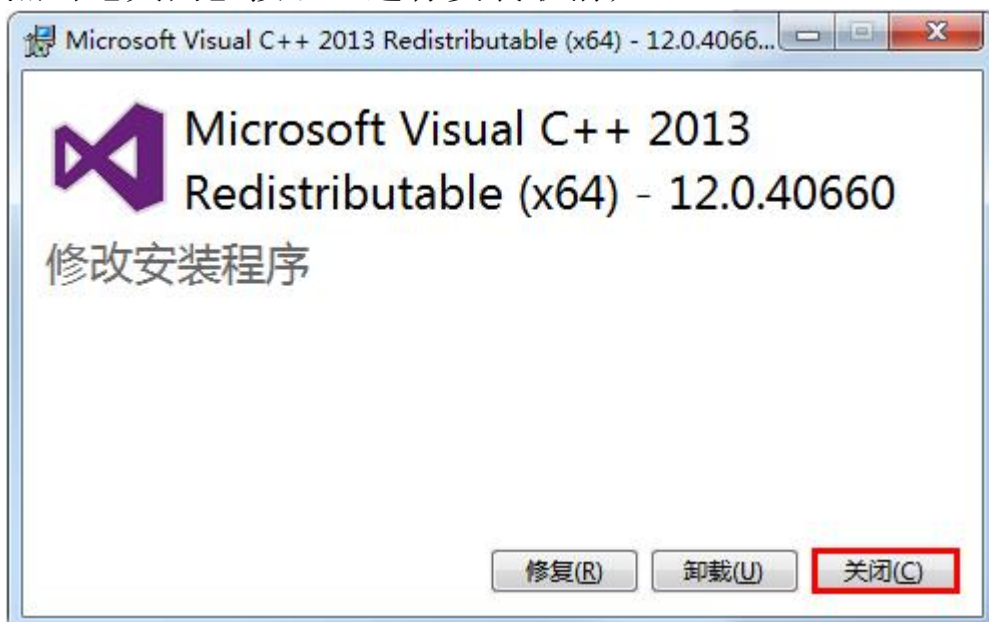 Microsoft Visual C++ 2013 Redistributable (x64) - 12.0.4066...
Microsoft Visual C++ 2013
Redistributable (x64) - 12.0.40660
修改安装程序
修复(R) 卸载(U) 关闭(C)